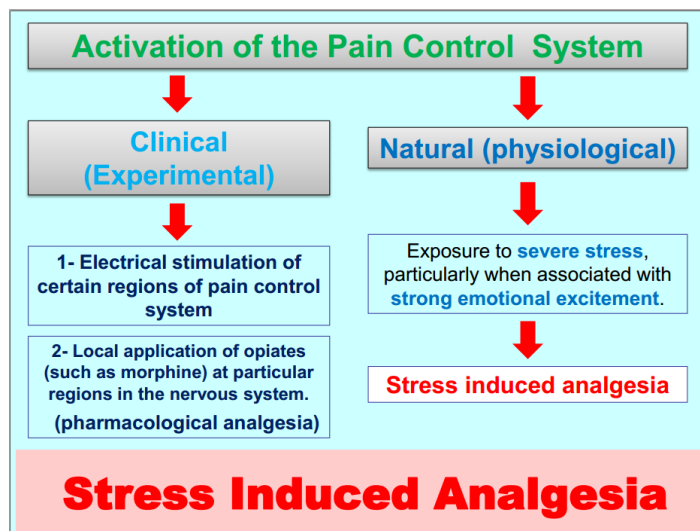 Activation of the Pain Control System
Clinical
(Experimental)
1- Electrical stimulation of
certain regions of pain control
system
2- Local application of opiates
(such as morphine) at particular
regions in the nervous system.
(pharmacological analgesia)
Natural (physiological)
Exposure to severe stress,
particularly when associated with
strong emotional excitement.
Stress induced analgesia
Stress Induced Analgesia